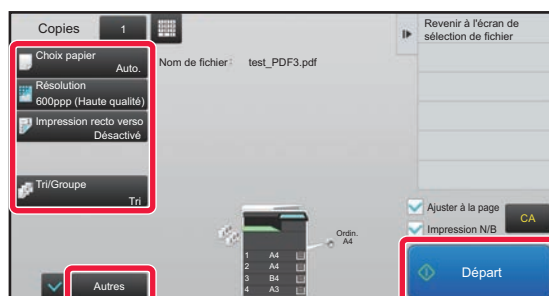 Copies 1
Revenir à l'écran de
sélection de fichier
Choix papier
Auto.
Nom de fichier : test_PDF3.pdf
Résolution
600ppp (Haute qualité)
Impression recto verso
Désactivé
Tri/Groupe
Tri
Ajuster à la page
CA
Impression N/B
Ordin.
A4
1 A4
2 A4
3 B4
4 A3
Autres
Départ